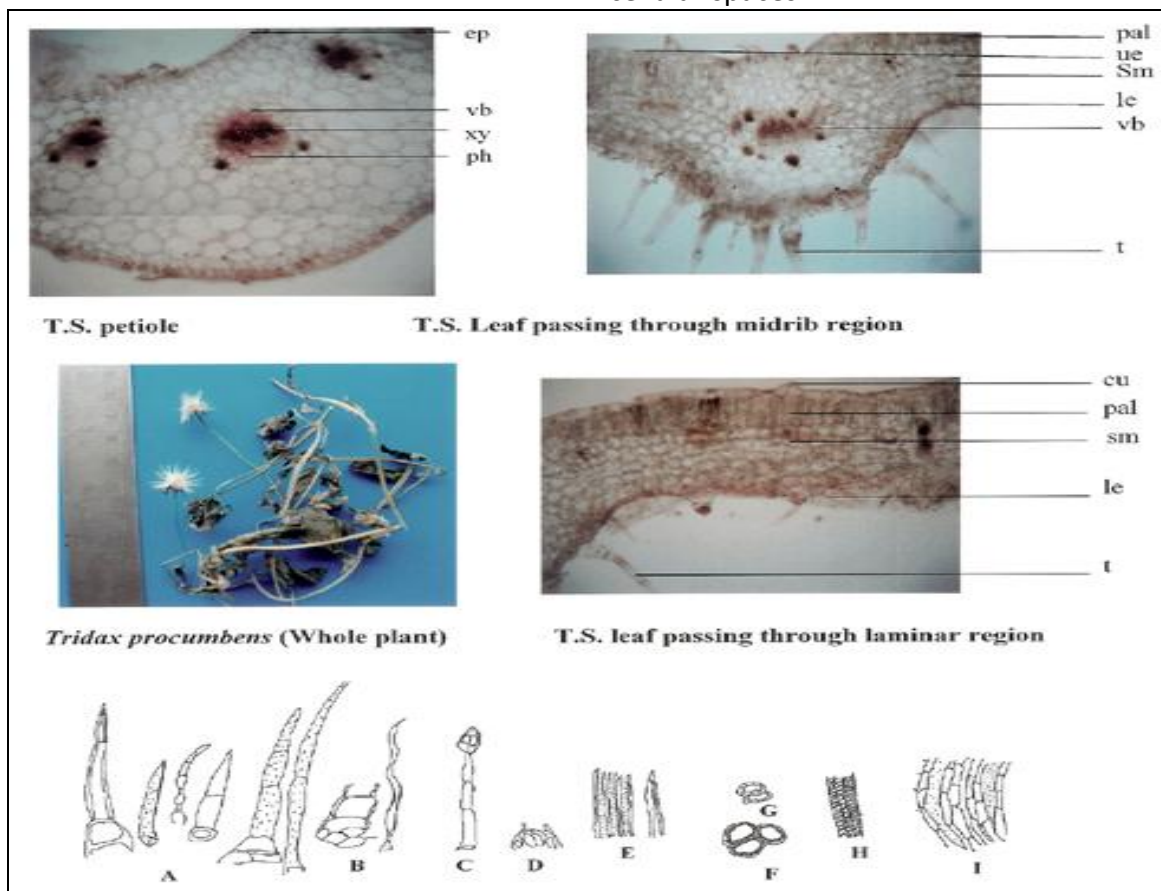 ep
vb
xy
ph
pal
ue
Sm
le
vb
t
T.S. petiole
T.S. Leaf passing through midrib region
cu
pal
sm
le
t
Tridax procumbens (Whole plant)
T.S. leaf passing through laminar region
A
B
C
D
E
F
G
H
I